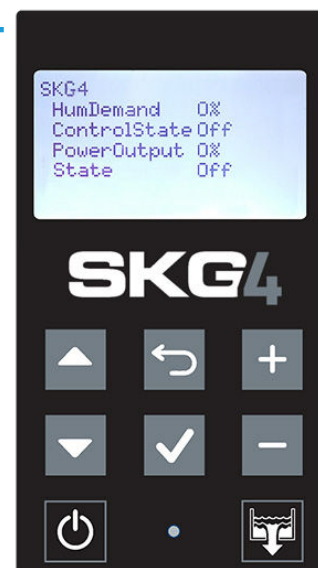 SKG4
HumDemand 0%
ControlState Off
PowerOutput 0%
State Off
SKG4